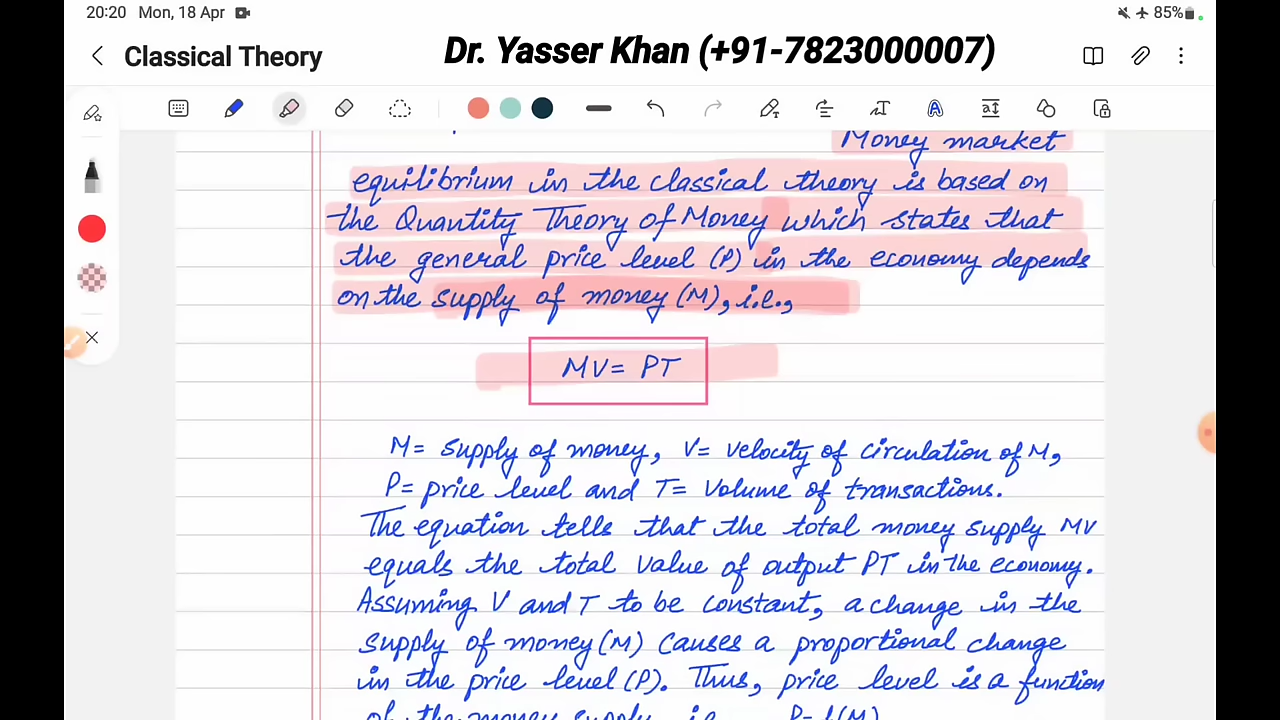 20:20 Mon, 18 Apr
85%
Dr. Yasser Khan (+91-7823000007)
Classical Theory
Money market
equilibrium in the classical theory is based on
the Quantity Theory of Money which states that
the general price level (P) in the economy depends
on the supply of money (M), i.e.,
MV = PT
M = supply of money, V = velocity of circulation of M,
P = price level and T = volume of transactions.
The equation tells that the total money supply MV
equals the total value of output PT in the economy.
Assuming V and T to be constant, a change in the
supply of money (M) causes a proportional change
in the price level (P). Thus, price level is a function
of the money supply, i.e. P = f(M)